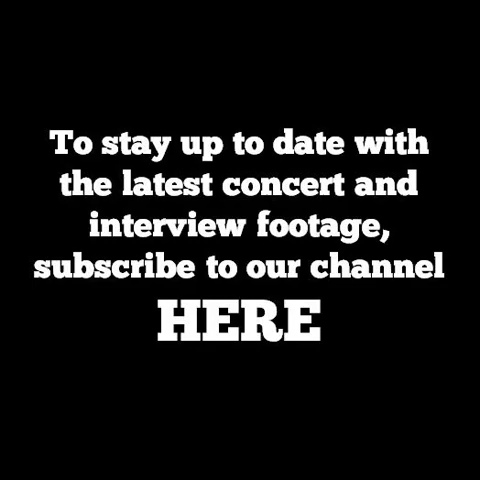 To stay up to date with
the latest concert and
interview footage,
subscribe to our channel
HERE